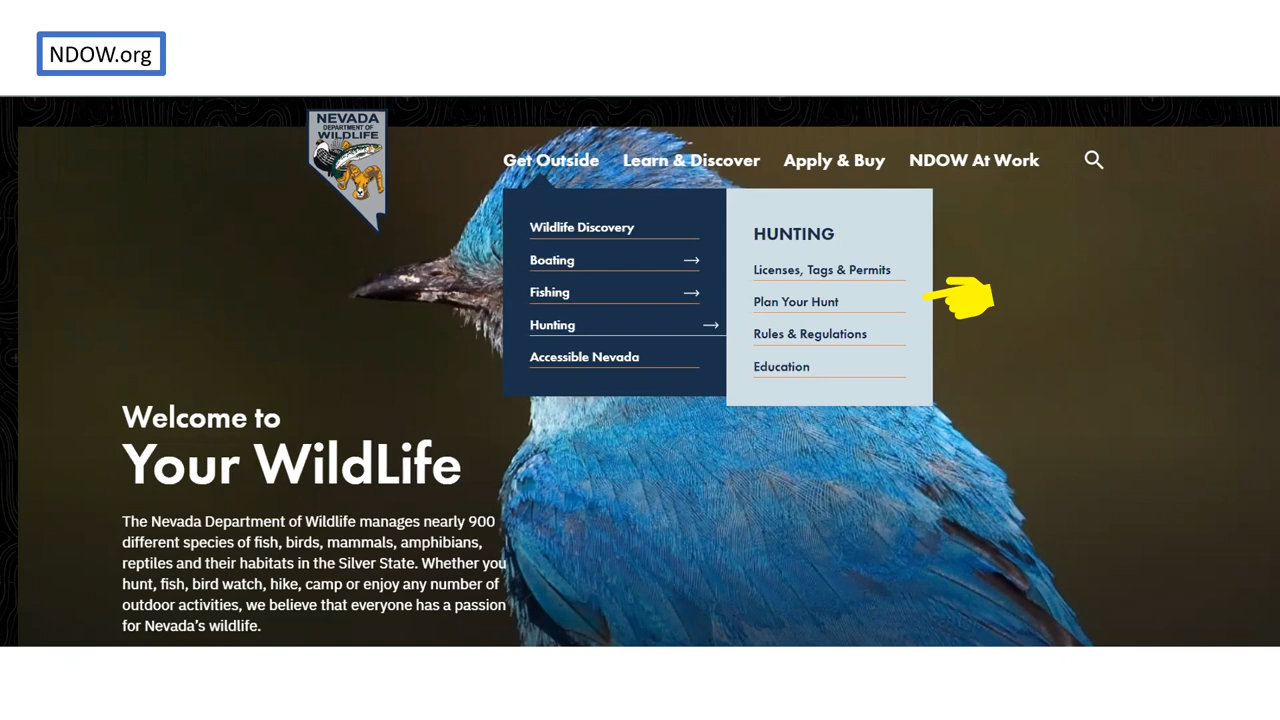 NDOW.org
NEVADA
DEPARTMENT OF
WILDLIFE
Get Outside Learn & Discover Apply & Buy NDOW At Work
Wildlife Discovery
Boating
Fishing
Hunting
Accessible Nevada
HUNTING
Licenses, Tags & Permits
Plan Your Hunt
Rules & Regulations
Education
Welcome to
Your WildLife
The Nevada Department of Wildlife manages nearly 900
different species of fish, birds, mammals, amphibians,
reptiles and their habitats in the Silver State. Whether you
hunt, fish, bird watch, hike, camp or enjoy any number of
outdoor activities, we believe that everyone has a passion
for Nevada’s wildlife.